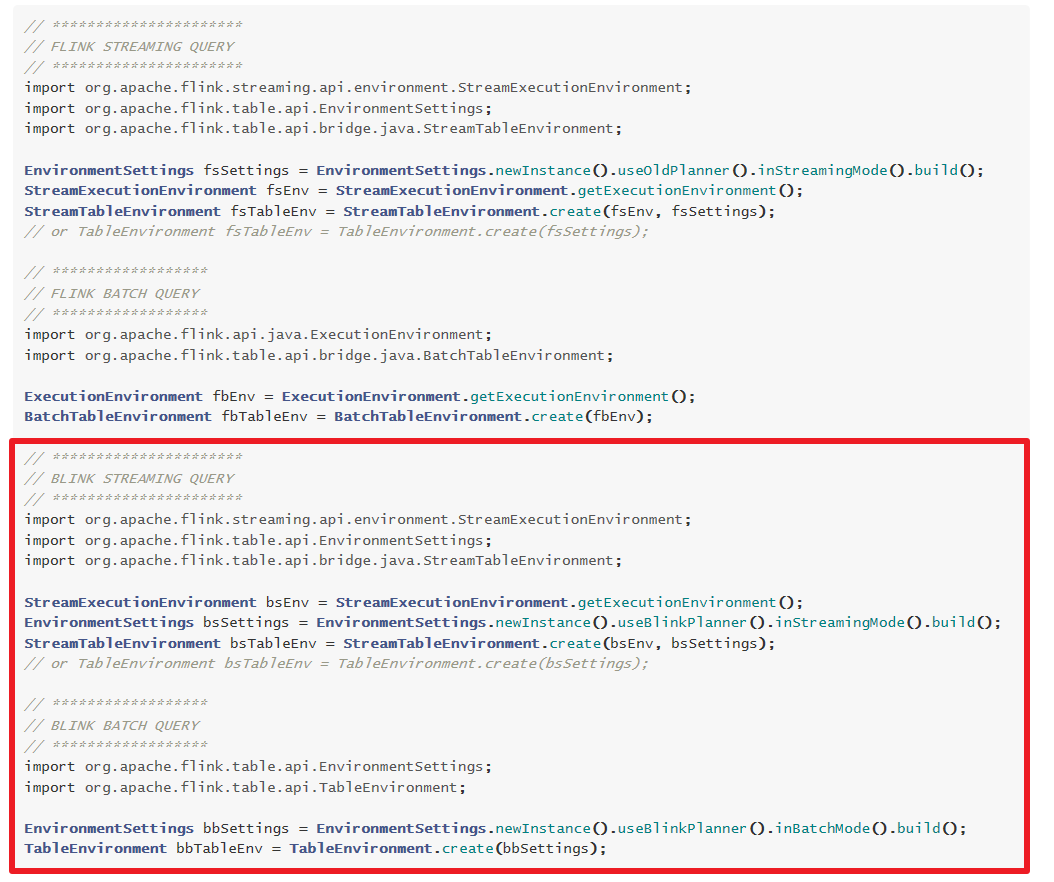 // **********************
// FLINK STREAMING QUERY
// **********************
import org.apache.flink.streaming.api.environment.StreamExecutionEnvironment;
import org.apache.flink.table.api.EnvironmentSettings;
import org.apache.flink.table.api.bridge.java.StreamTableEnvironment;
EnvironmentSettings fsSettings = EnvironmentSettings.newInstance().useOldPlanner().inStreamingMode().build();
StreamExecutionEnvironment fsEnv = StreamExecutionEnvironment.getExecutionEnvironment();
StreamTableEnvironment fsTableEnv = StreamTableEnvironment.create(fsEnv, fsSettings);
// or TableEnvironment fsTableEnv = TableEnvironment.create(fsSettings);
// ******************
// FLINK BATCH QUERY
// ******************
import org.apache.flink.api.java.ExecutionEnvironment;
import org.apache.flink.table.api.bridge.java.BatchTableEnvironment;
ExecutionEnvironment fbEnv = ExecutionEnvironment.getExecutionEnvironment();
BatchTableEnvironment fbTableEnv = BatchTableEnvironment.create(fbEnv);
// **********************
// BLINK STREAMING QUERY
// **********************
import org.apache.flink.streaming.api.environment.StreamExecutionEnvironment;
import org.apache.flink.table.api.EnvironmentSettings;
import org.apache.flink.table.api.bridge.java.StreamTableEnvironment;
StreamExecutionEnvironment bsEnv = StreamExecutionEnvironment.getExecutionEnvironment();
EnvironmentSettings bsSettings = EnvironmentSettings.newInstance().useBlinkPlanner().inStreamingMode().build();
StreamTableEnvironment bsTableEnv = StreamTableEnvironment.create(bsEnv, bsSettings);
// or TableEnvironment bsTableEnv = TableEnvironment.create(bsSettings);
// ******************
// BLINK BATCH QUERY
// ******************
import org.apache.flink.table.api.EnvironmentSettings;
import org.apache.flink.table.api.TableEnvironment;
EnvironmentSettings bbSettings = EnvironmentSettings.newInstance().useBlinkPlanner().inBatchMode().build();
TableEnvironment bbTableEnv = TableEnvironment.create(bbSettings);